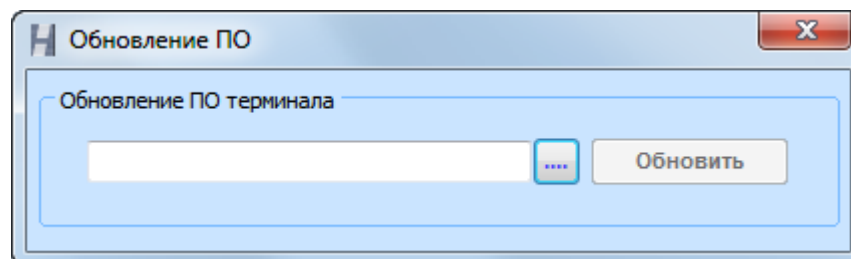 Обновление ПО
Обновление ПО терминала
.... Обновить